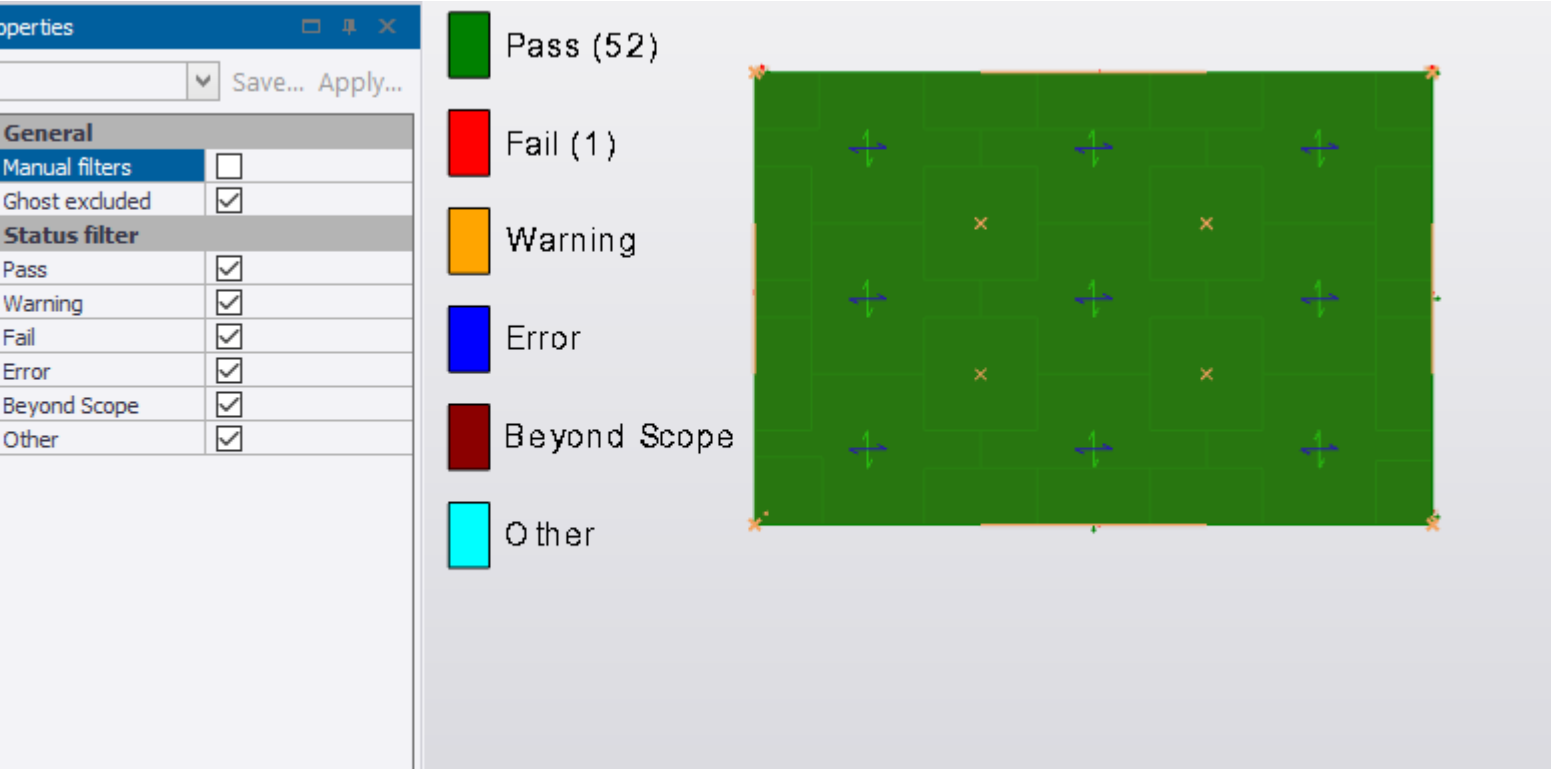 operties
Save... Apply...
General
Manual filters
Ghost excluded
Status filter
Pass
Warning
Fail
Error
Beyond Scope
Other
Pass (52)
Fail (1)
Warning
Error
Beyond Scope
Other